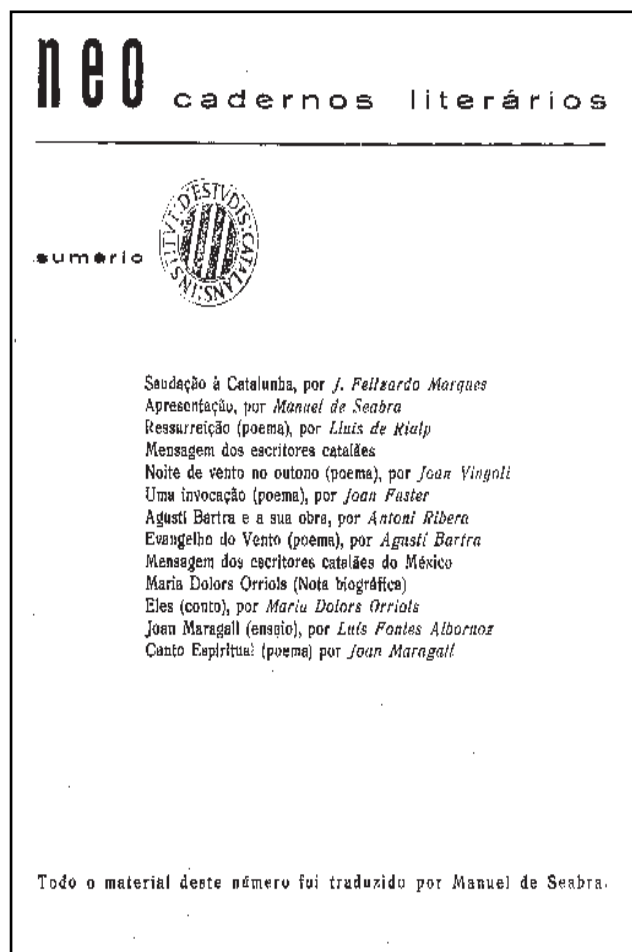 neo cadernos literários
sumário
INSTITVT·D'ESTVDIS·CATALANS:
Saudação à Catalunha, por J. Felizardo Marques
Apresentação, por Manuel de Seabra
Ressurreição (poema), por Lluis de Rialp
Mensagem dos escritores catalães
Noite de vento no outono (poema), por Joan Vingoli
Uma invocação (poema), por Joan Fuster
Agustí Bartra e a sua obra, por Antoni Ribera
Evangelho do Vento (poema), por Agustí Bartra
Mensagem dos escritores catalães do México
Maria Dolors Orriols (Nota biográfica)
Eles (conto), por Maria Dolors Orriols
Joan Maragall (ensaio), por Luís Fontes Albornoz
Canto Espiritual (poema) por Joan Maragall
Todo o material deste número fui traduzido por Manuel de Seabra.